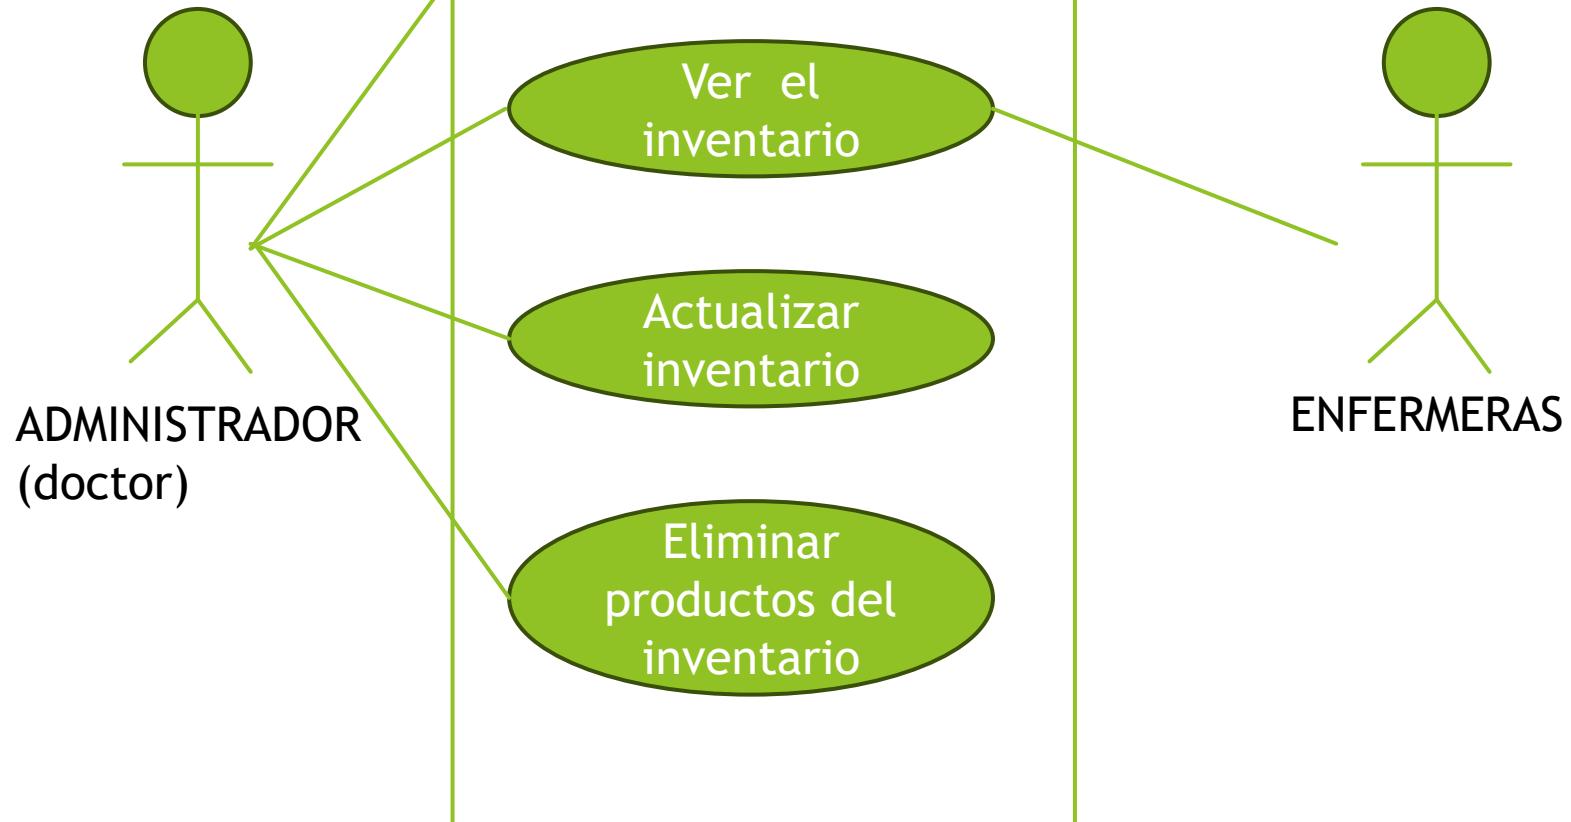 Ver  el
inventario
Actualizar
inventario
ADMINISTRADOR
(doctor)
ENFERMERAS
Eliminar
productos del
inventario